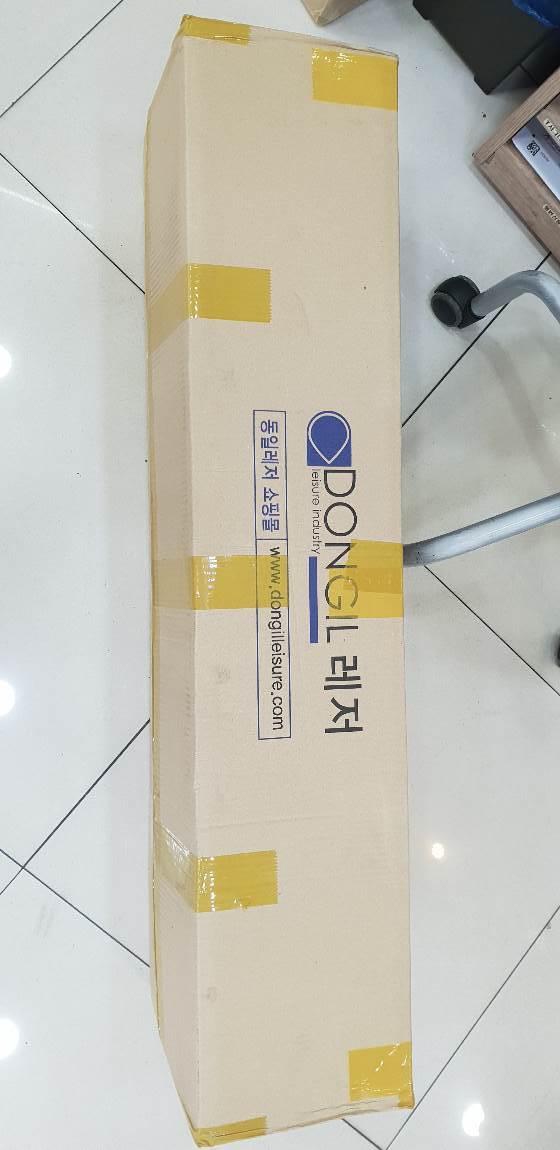 DONGIL 레저
leisure industry
동일레저 쇼핑몰 www.dongilleisure.com